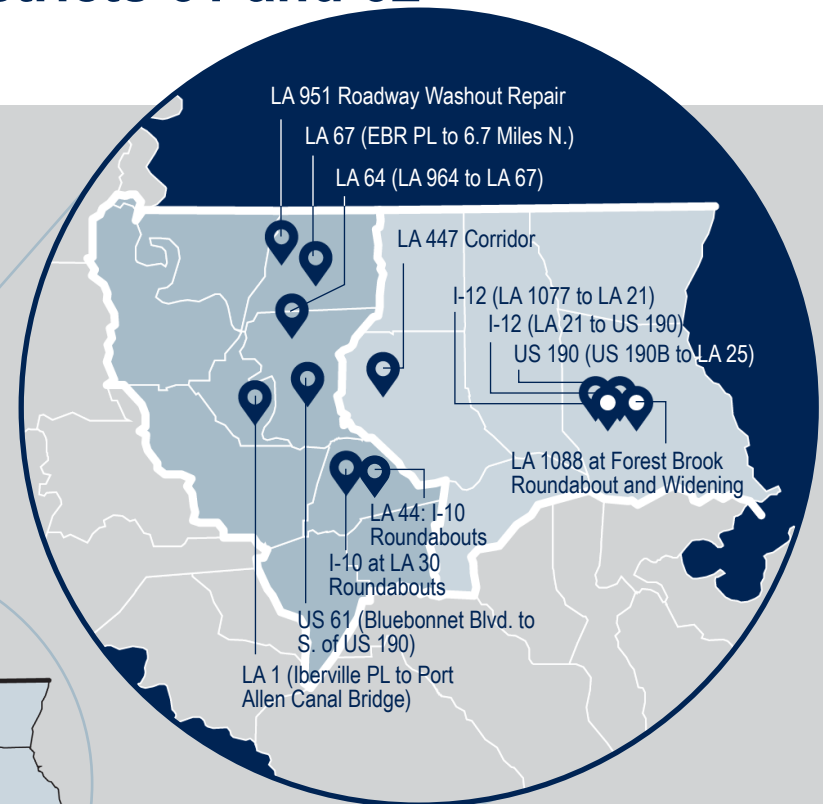 LA 951 Roadway Washout Repair
LA 67 (EBR PL to 6.7 Miles N.)
LA 64 (LA 964 to LA 67)
LA 447 Corridor
I-12 (LA 1077 to LA 21)
I-12 (LA 21 to US 190)
US 190 (US 190B to LA 25)
LA 1088 at Forest Brook
Roundabout and Widening
LA 44: I-10
Roundabouts
I-10 at LA 30
Roundabouts
US 61 (Bluebonnet Blvd. to
S. of US 190)
LA 1 (Iberville PL to Port
Allen Canal Bridge)